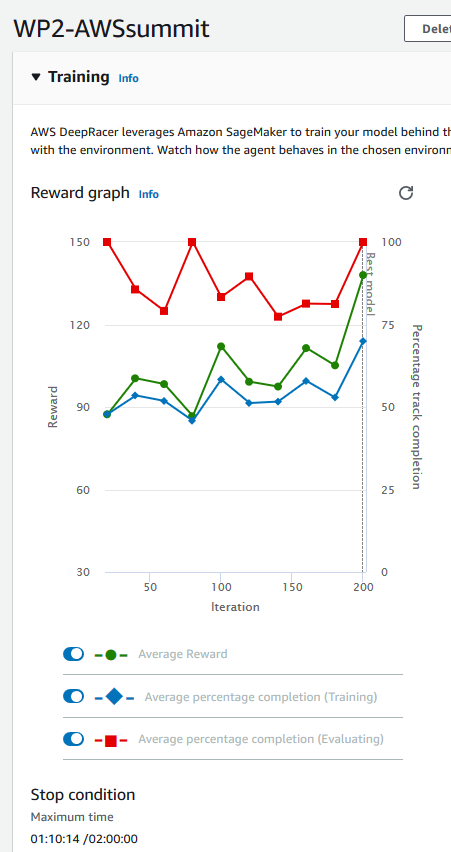 WP2-AWSsummit
Delet
Training Info
AWS DeepRacer leverages Amazon SageMaker to train your model behind th
with the environment. Watch how the agent behaves in the chosen environn
Reward graph Info
150
120
90
60
30
Reward
100
75
50
25
0
Percentage track completion
Best model
50
100
150
200
Iteration
Average Reward
Average percentage completion (Training)
Average percentage completion (Evaluating)
Stop condition
Maximum time
01:10:14 /02:00:00